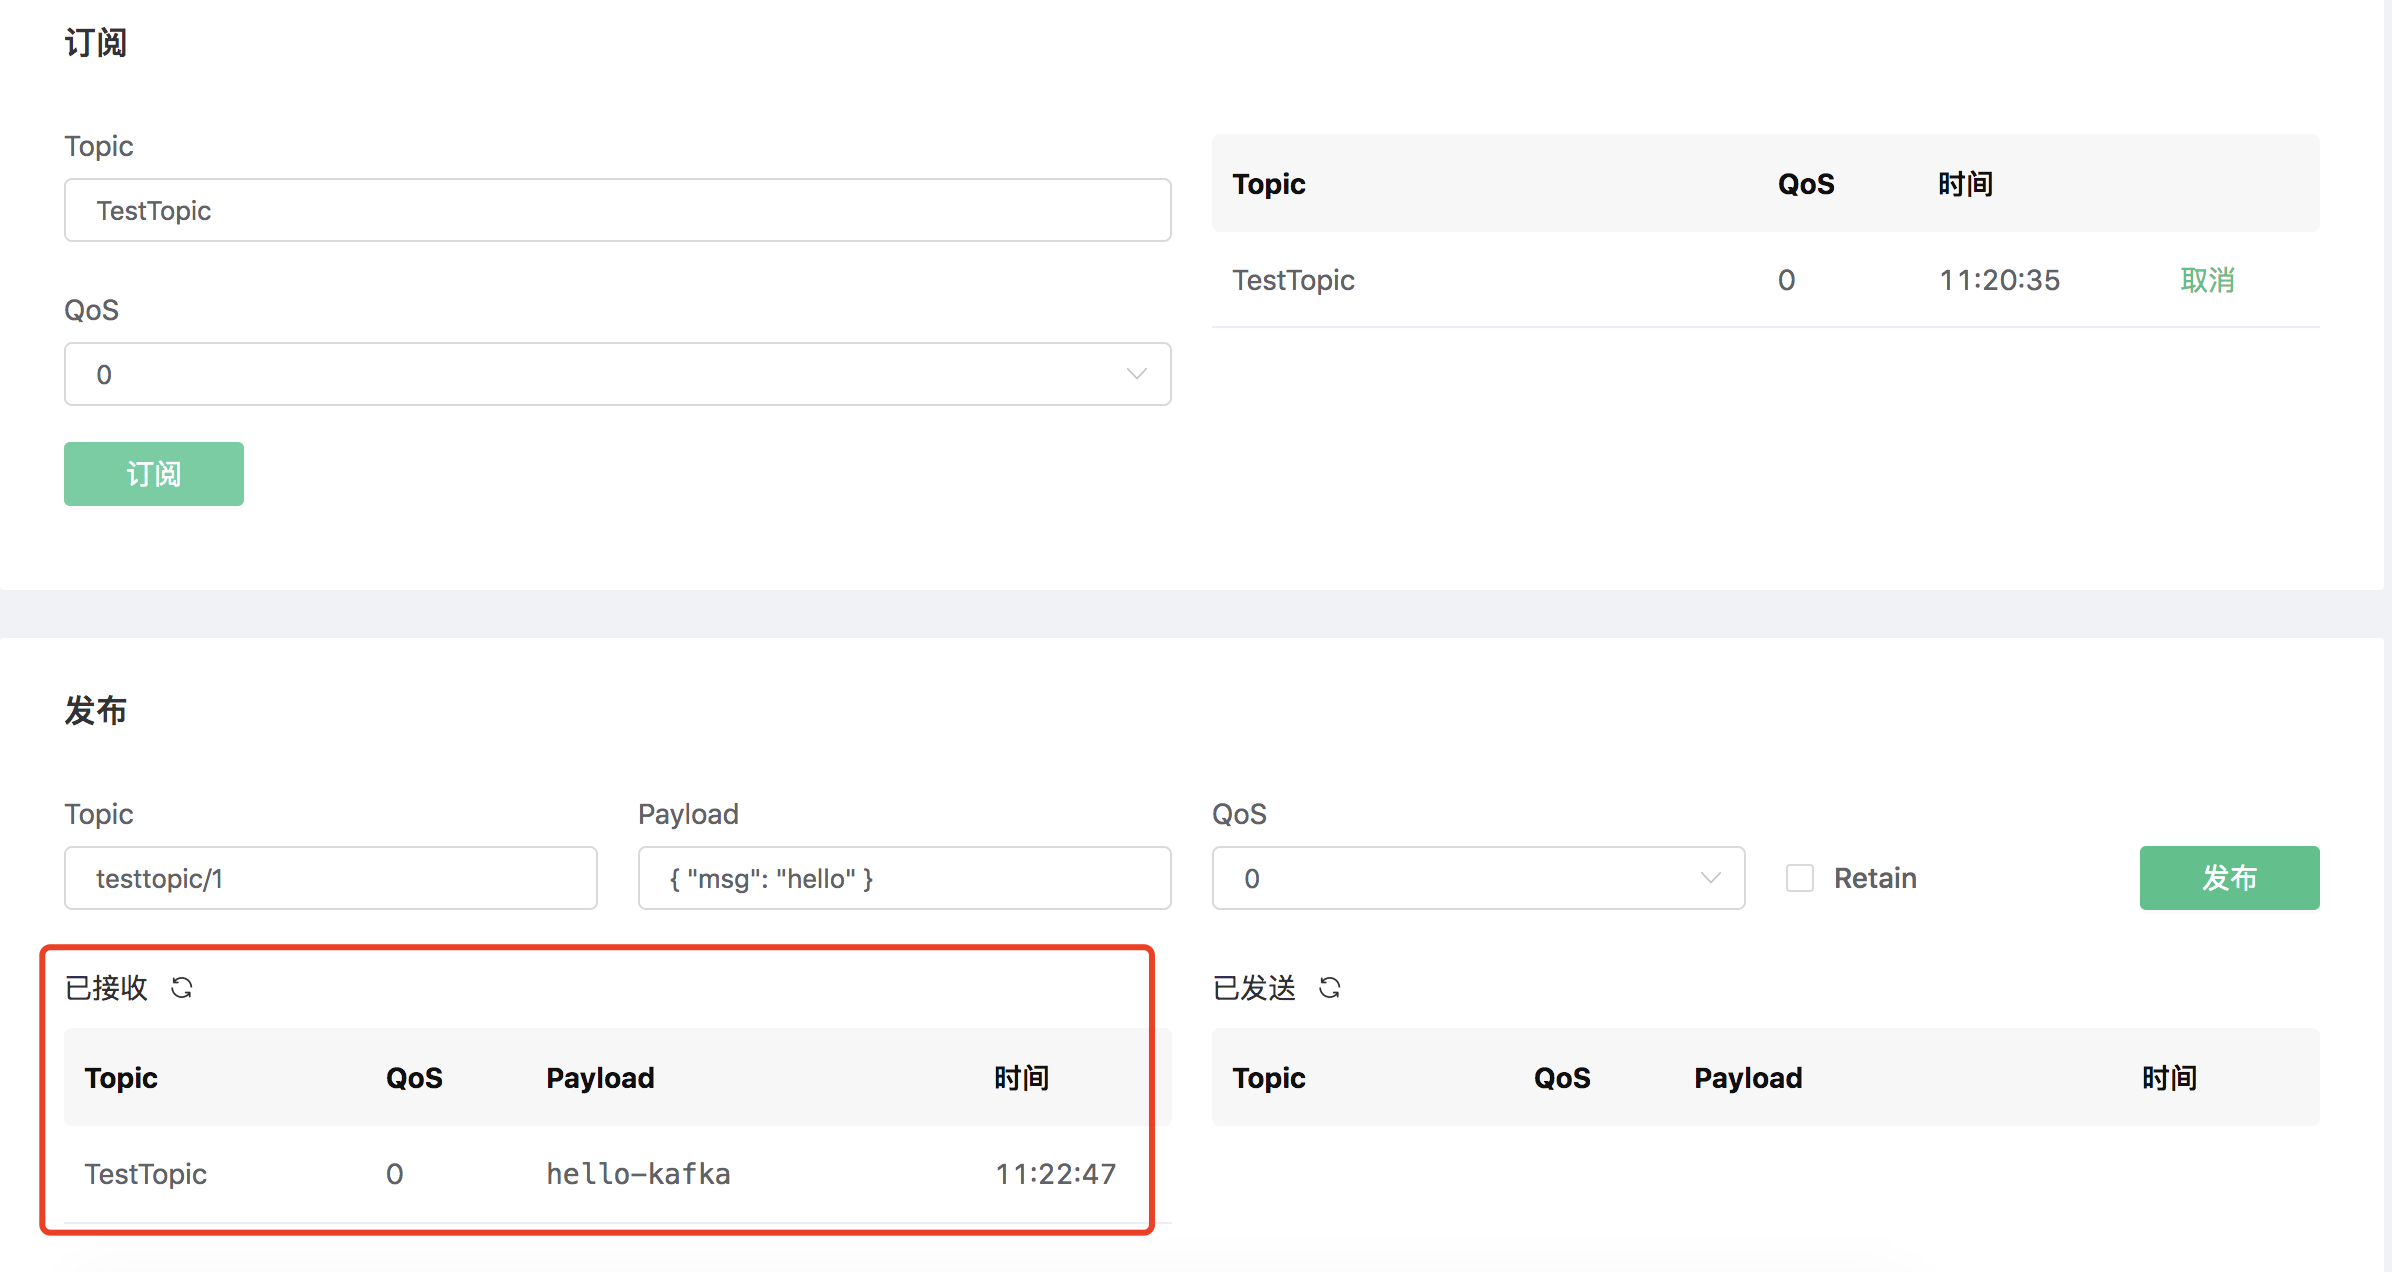 订阅
Topic
TestTopic
QoS
0
订阅
Topic QoS 时间
TestTopic 0 11:20:35 取消
发布
Topic Payload QoS
testtopic/1 { "msg": "hello" } 0 Retain 发布
已接收
Topic QoS Payload 时间
TestTopic 0 hello-kafka 11:22:47
已发送
Topic QoS Payload 时间